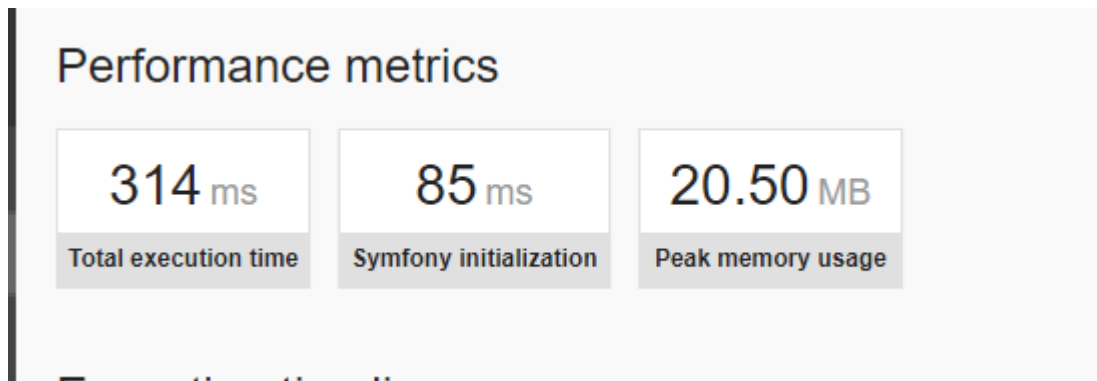 Performance metrics
314 ms
85 ms
20.50 MB
Total execution time
Symfony initialization
Peak memory usage